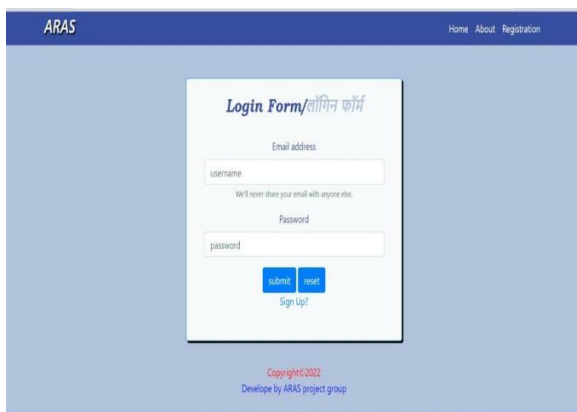 ARAS
Home About Registration
Login Form/लॉगिन फॉर्म
Email address
username
We'll never share your email with anyone else.
Password
password
submit reset
Sign Up?
Copyright©2022
Develope by ARAS project group